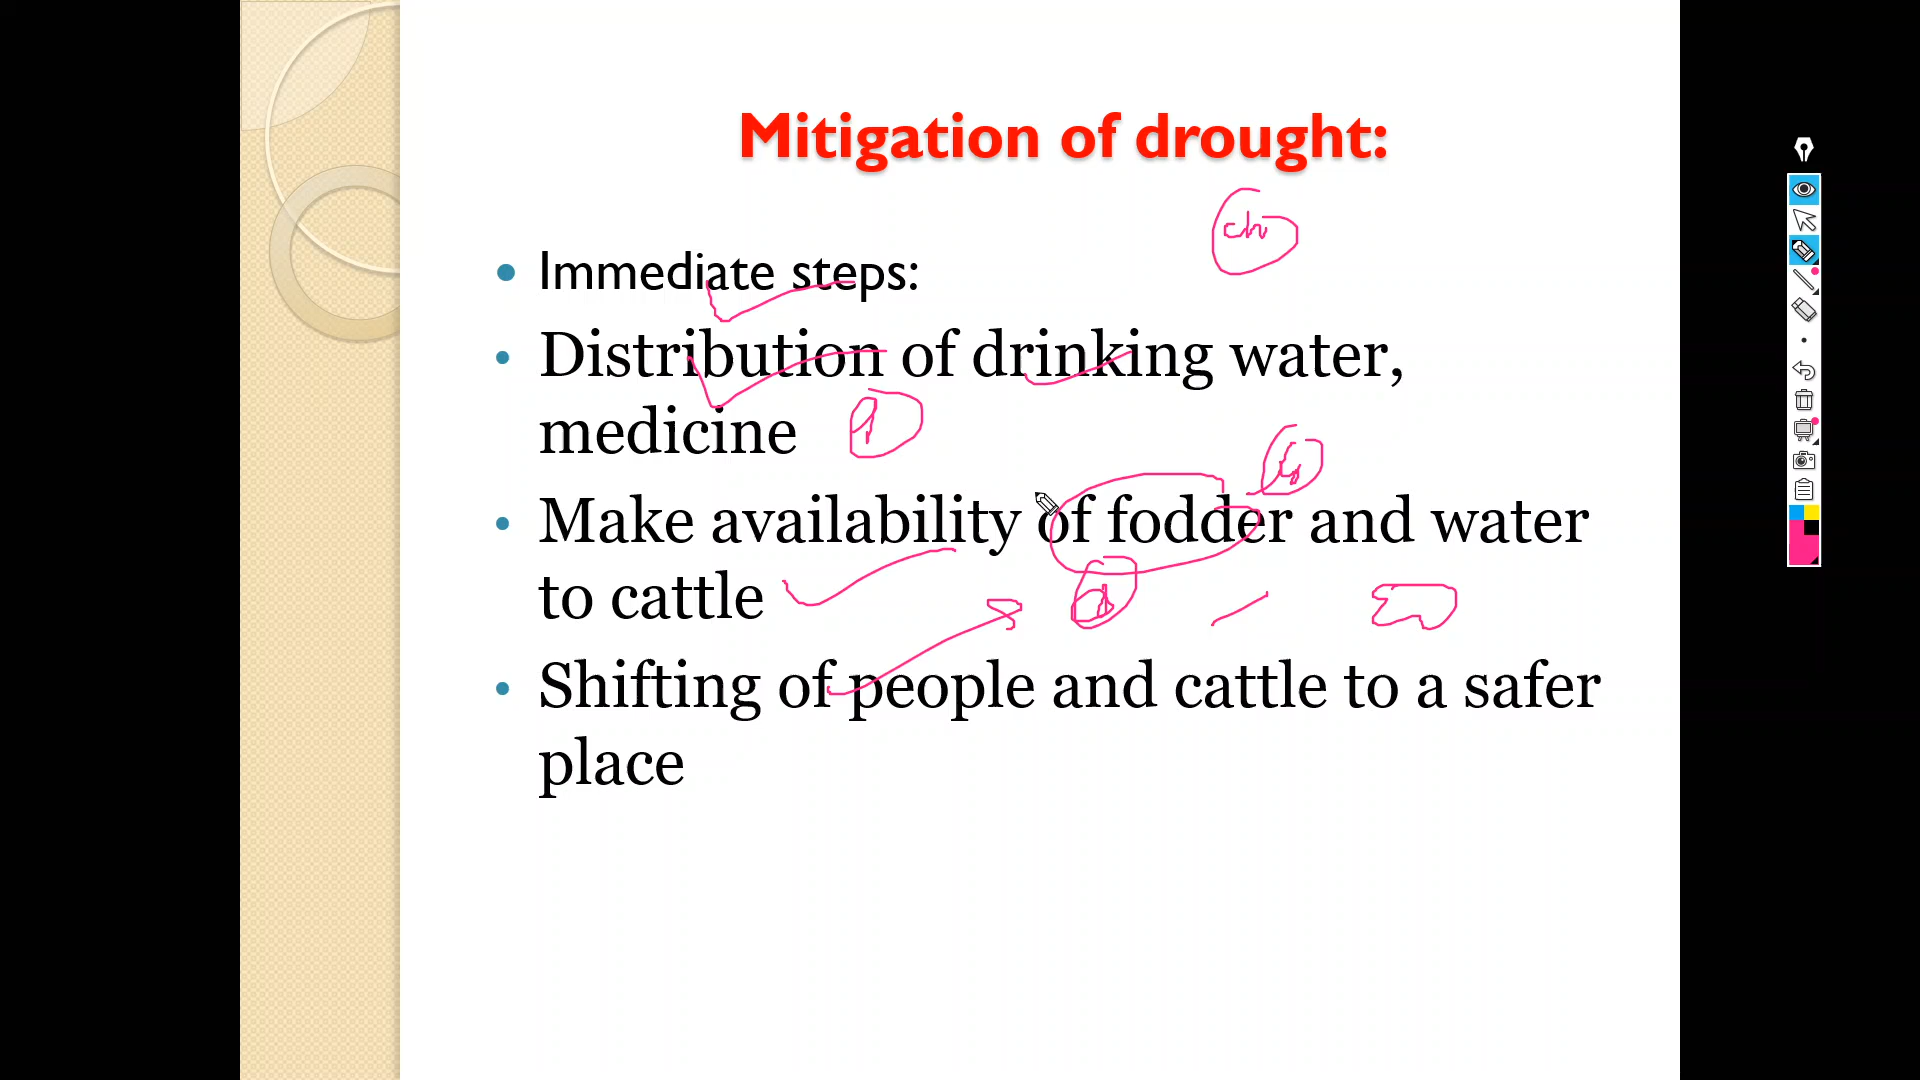 Mitigation of drought:
• Immediate steps:
• Distribution of drinking water,
medicine
• Make availability of fodder and water
to cattle
• Shifting of people and cattle to a safer
place